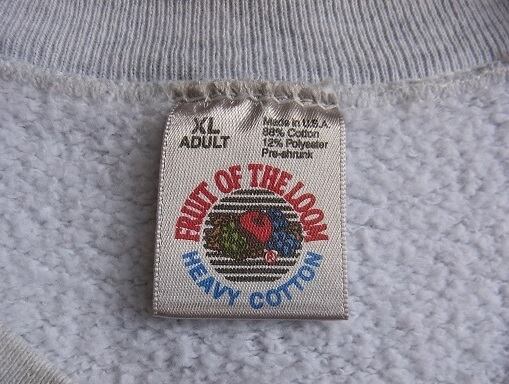 XL
ADULT
Made in U.S.A.
88% Cotton
12% Polyester
Pre-shrunk
FRUIT OF THE LOOM
®
HEAVY COTTON